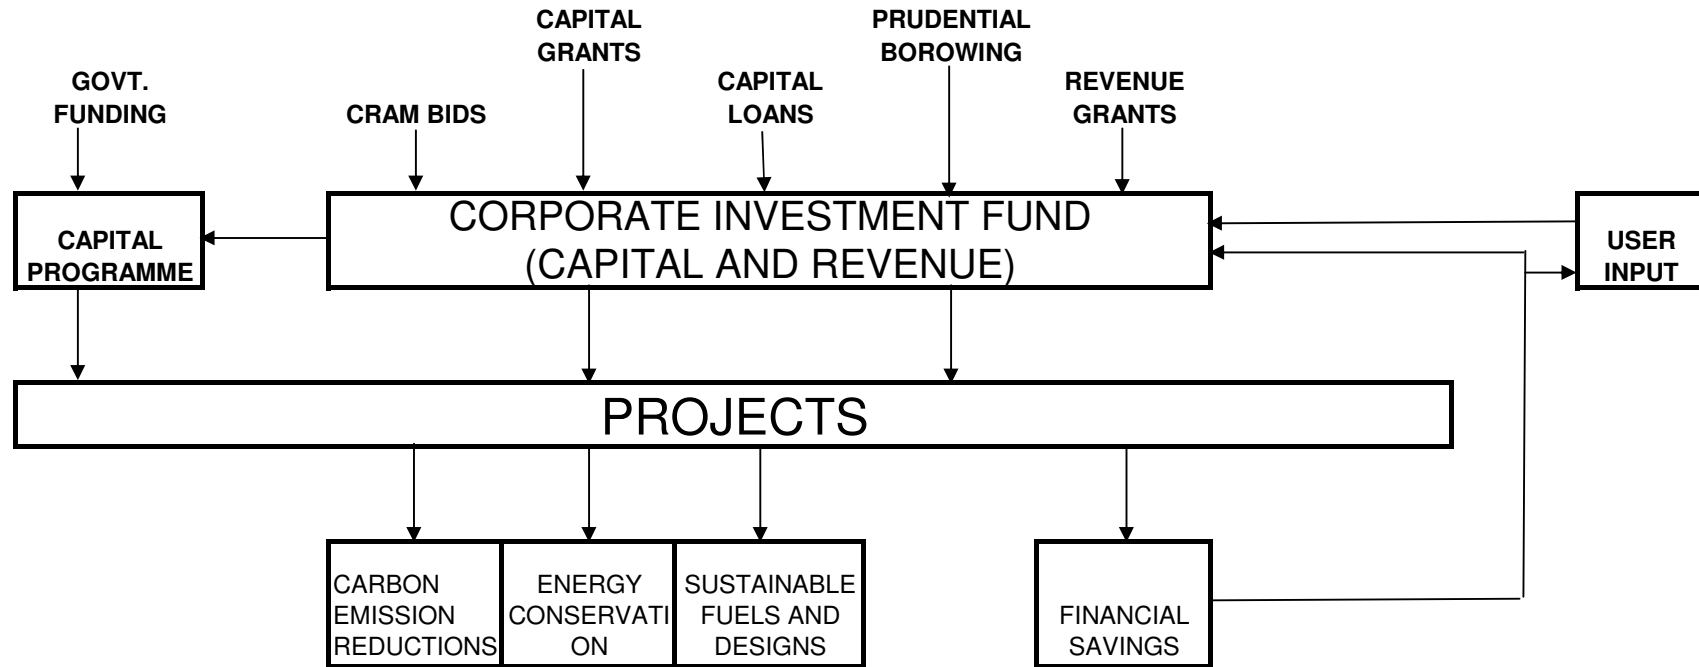 CAPITAL
GRANTS
PRUDENTIAL
BOROWING
GOVT.
FUNDING
CRAM BIDS
CAPITAL
LOANS
REVENUE
GRANTS
CAPITAL
PROGRAMME
CORPORATE INVESTMENT FUND
(CAPITAL AND REVENUE)
USER
INPUT
PROJECTS
CARBON
EMISSION
REDUCTIONS
ENERGY
CONSERVATI
ON
SUSTAINABLE
FUELS AND
DESIGNS
FINANCIAL
SAVINGS